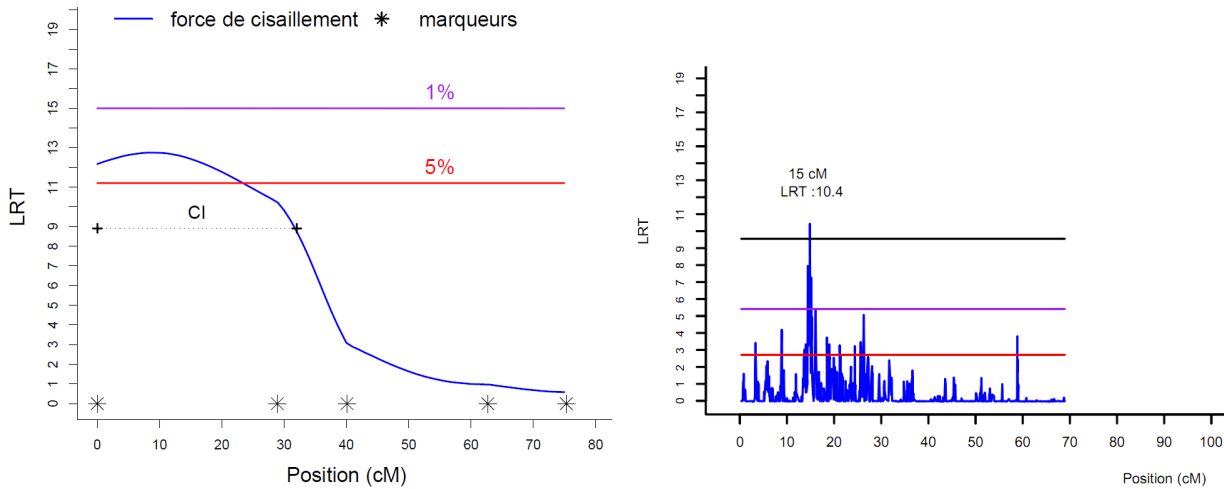 force de cisaillement
marqueurs
19
17
15
13
11
9
8
7
6
5
4
3
2
1
0
LRT
1%
5%
CI
0 10 20 30 40 50 60 70 80
Position (cM)
19
17
15
13
11
9
8
7
6
5
4
3
2
1
0
LRT
15 cM
LRT :10.4
0 10 20 30 40 50 60 70 80 90 100
Position (cM)